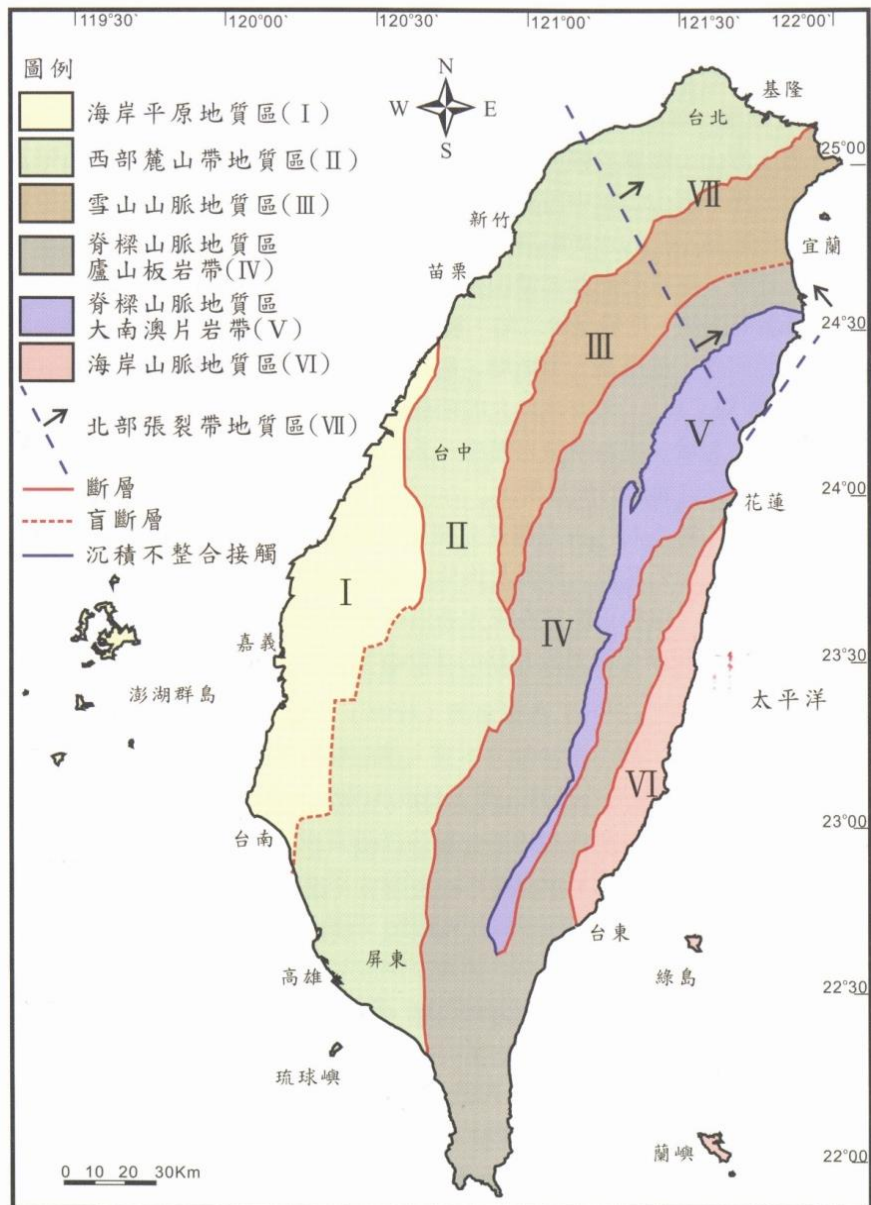 119°30'
120°00'
120°30'
121°00'
121°30'
122°00'
圖例
海岸平原地質區(I)
西部麓山帶地質區(II)
雪山山脈地質區(III)
脊樑山脈地質區
廬山板岩帶(IV)
脊樑山脈地質區
大南澳片岩帶(V)
海岸山脈地質區(VI)
北部張裂帶地質區(VII)
斷層
盲斷層
沉積不整合接觸
N
W
E
S
基隆
台北
25°00
VII
新竹
宜蘭
苗栗
24°30
III
V
台中
24°00
花蓮
II
I
IV
嘉義
23°30
澎湖群島
太平洋
VI
23°00
台南
台東
屏東
高雄
綠島
22°30
琉球嶼
蘭嶼
22°00
0 10 20 30Km